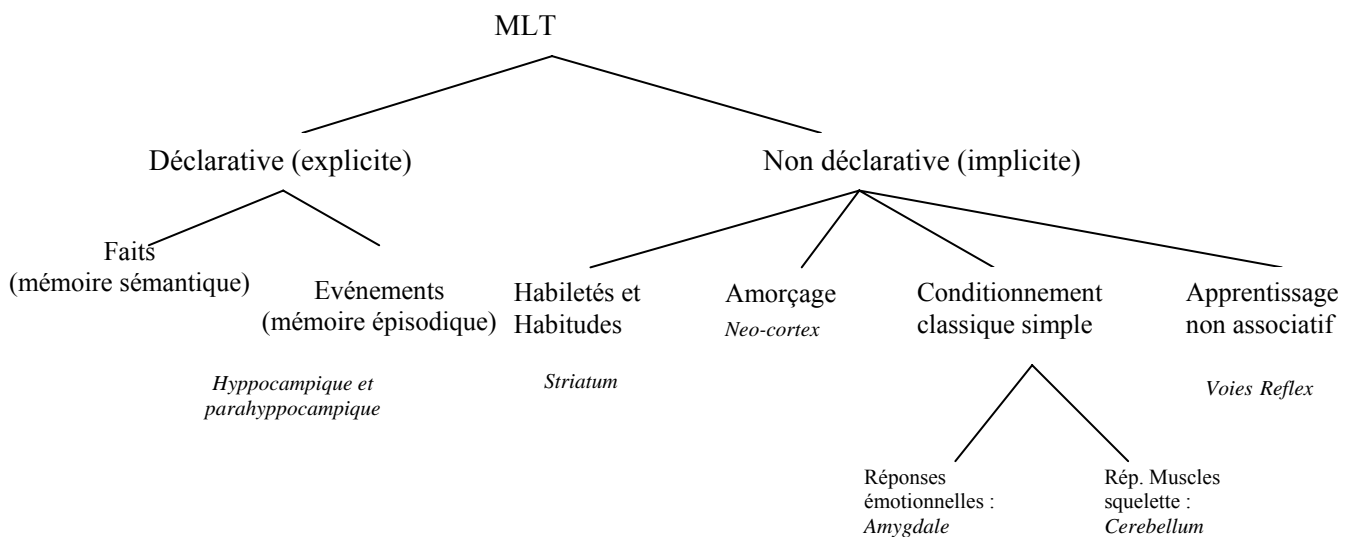 MLT
Déclarative (explicite)
Non déclarative (implicite)
Faits
(mémoire sémantique)
Evénements
(mémoire épisodique)
Hyppocampique et
parahyppocampique
Habiletés et
Habitudes
Striatum
Amorçage
Neo-cortex
Conditionnement
classique simple
Apprentissage
non associatif
Voies Reflex
Réponses
émotionnelles :
Amygdale
Rép. Muscles
squelette :
Cerebellum